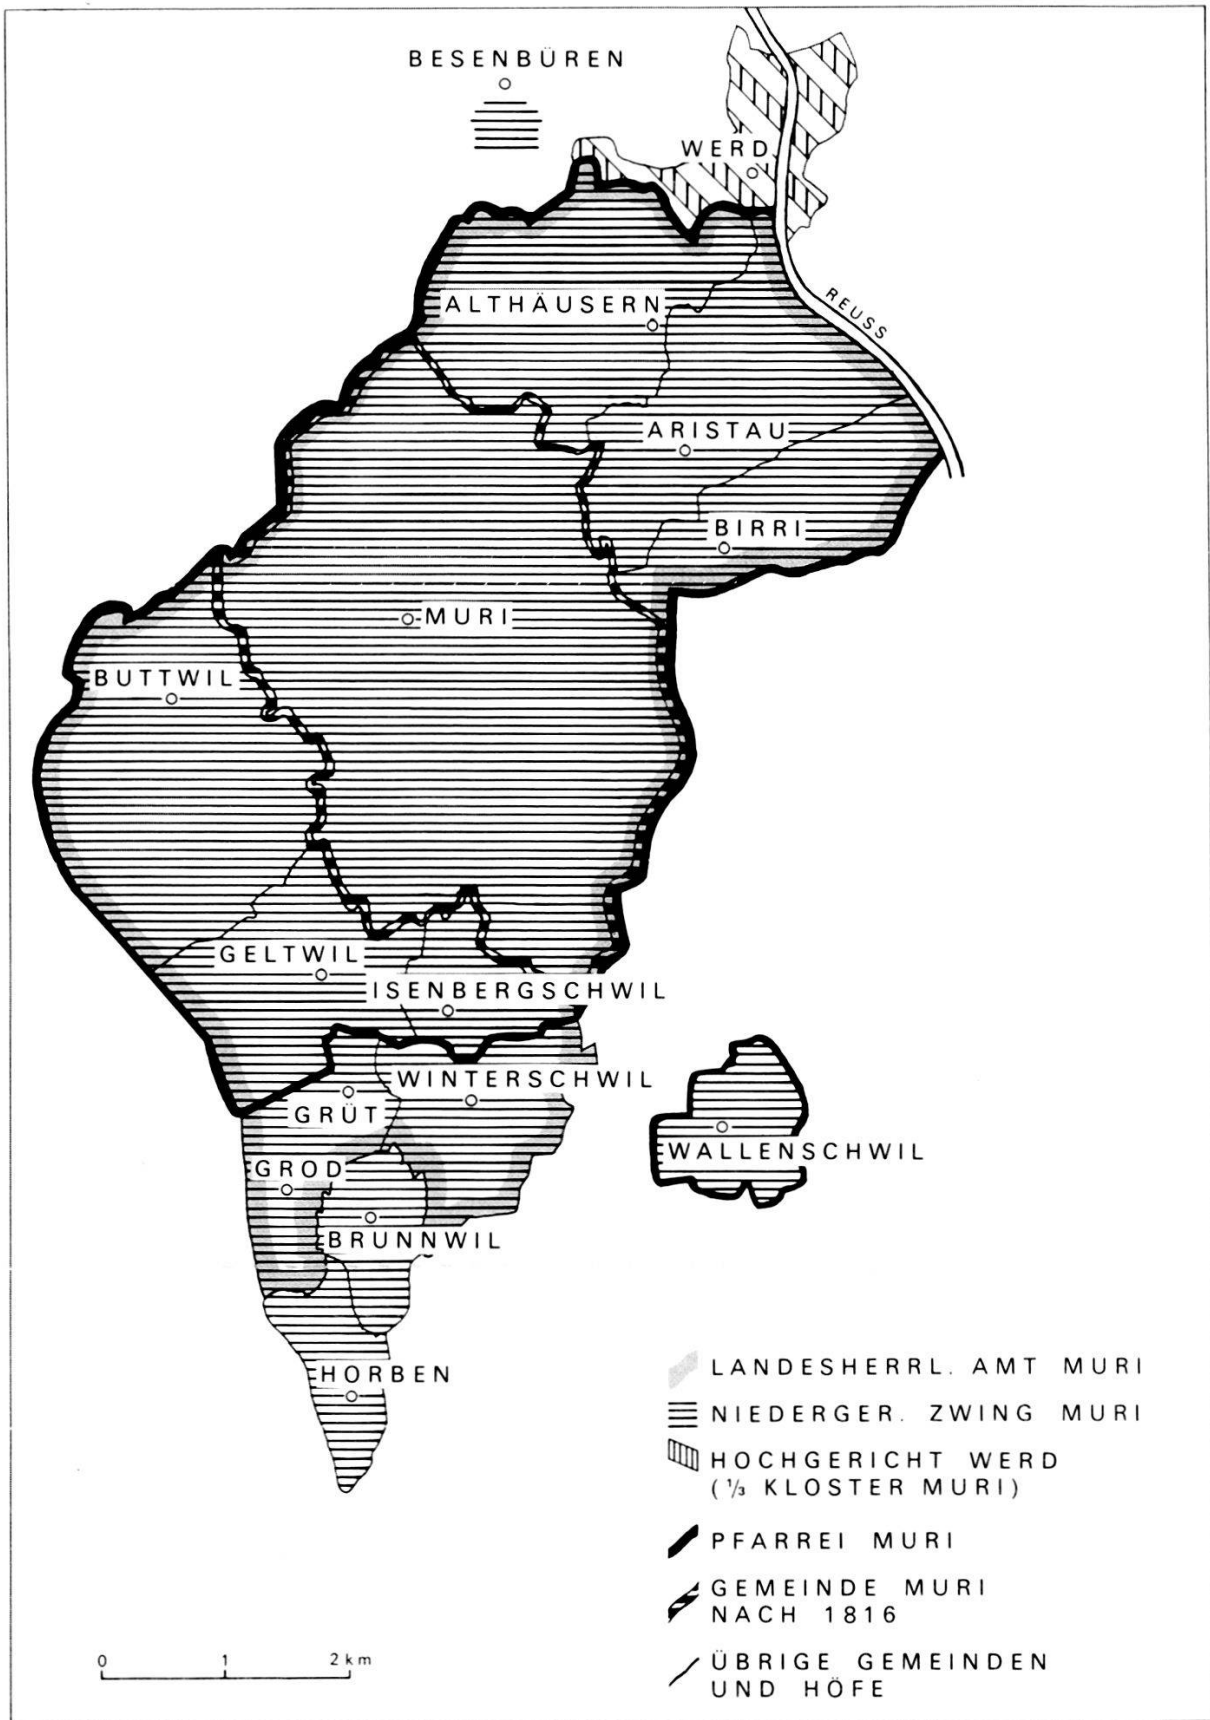 BESENBÜREN
WERD
REUSS
ALTHÄUSERN
ARISTAU
BIRRI
MURI
BUTTWIL
GELTWIL
ISENBERGSCHWIL
WINTERSCHWIL
GRÜT
WALLENSCHWIL
GROD
BRUNNWIL
HORBEN
LANDESHERRL. AMT MURI
NIEDERGER. ZWING MURI
HOCHGERICHT WERD
(⅓ KLOSTER MURI)
PFARREI MURI
GEMEINDE MURI
NACH 1816
ÜBRIGE GEMEINDEN
UND HÖFE
0 1 2 km